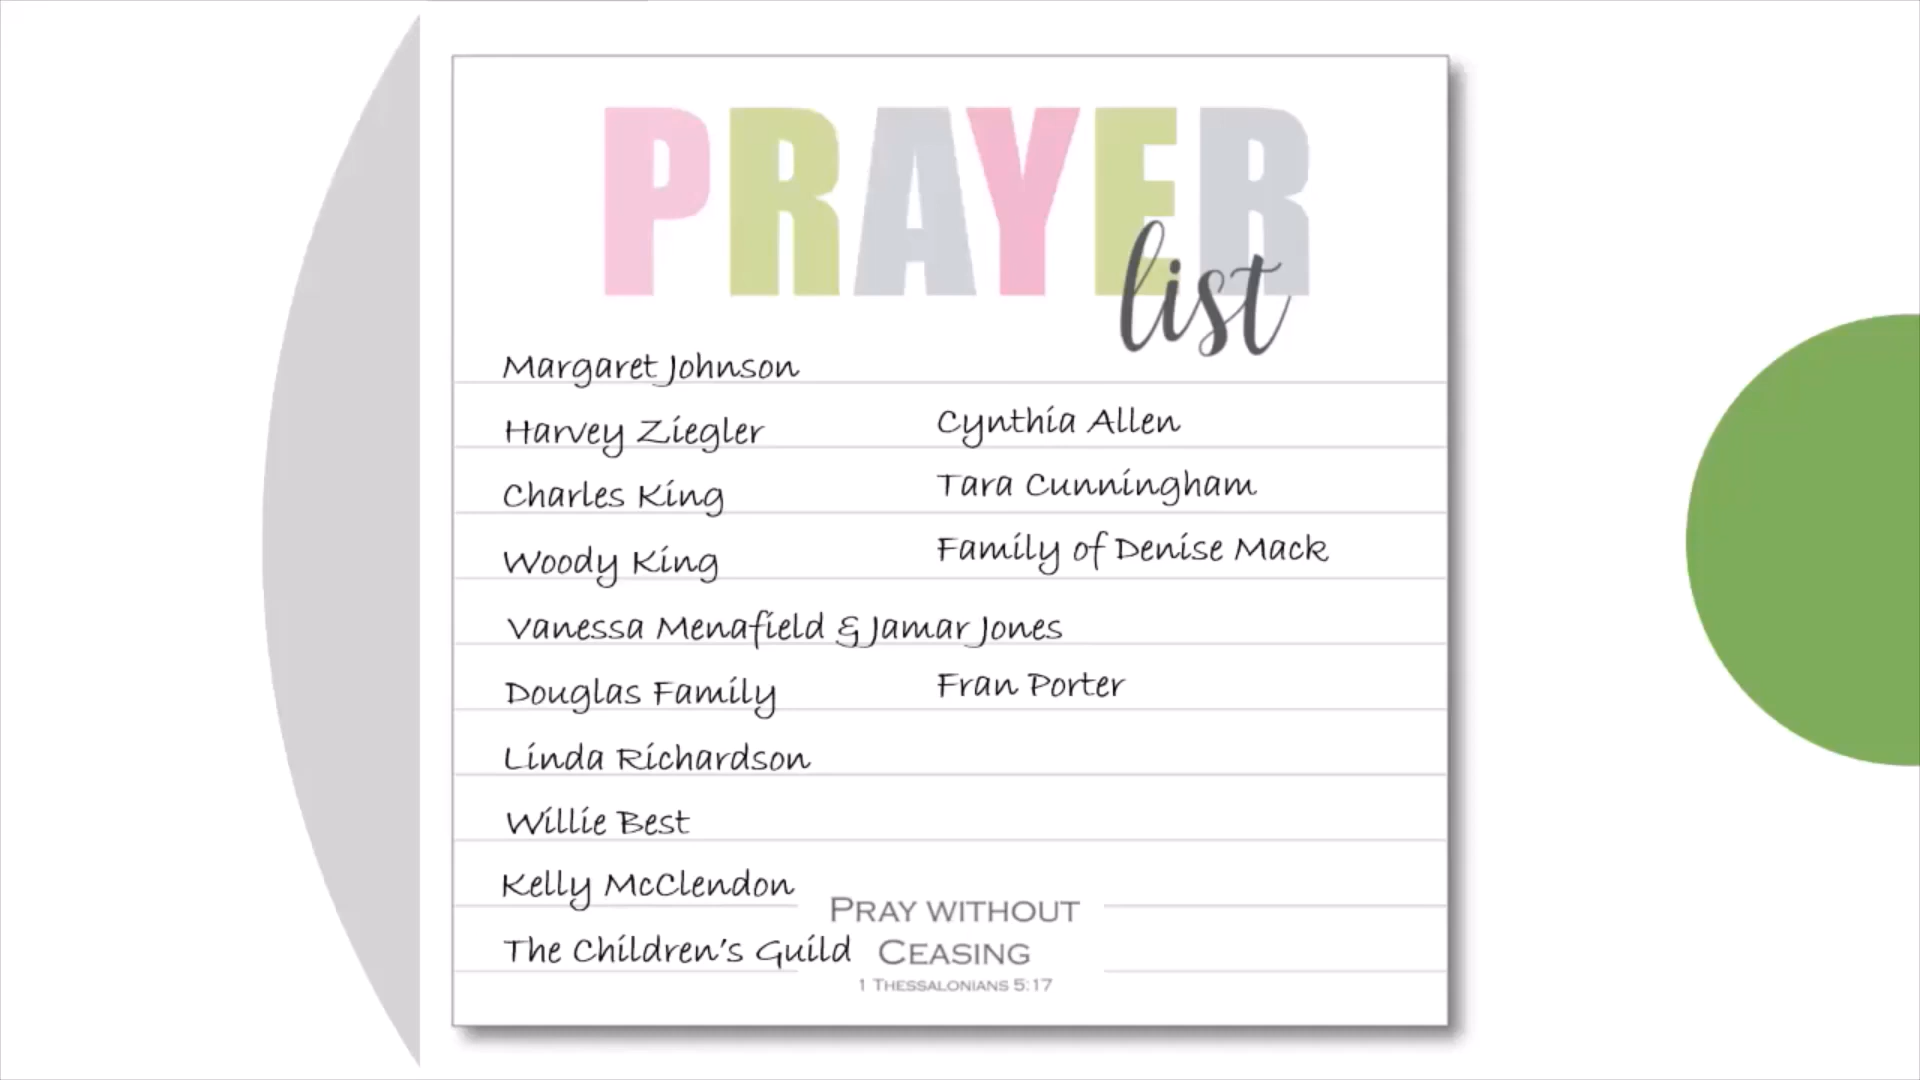 PRAYER
list
Margaret Johnson
Harvey Ziegler
Cynthia Allen
Charles King
Tara Cunningham
Woody King
Family of Denise Mack
Vanessa Menafield & Jamar Jones
Douglas Family
Fran Porter
Linda Richardson
Willie Best
Kelly McClendon
The Children's Guild
PRAY WITHOUT
CEASING
1 THESSALONIANS 5:17